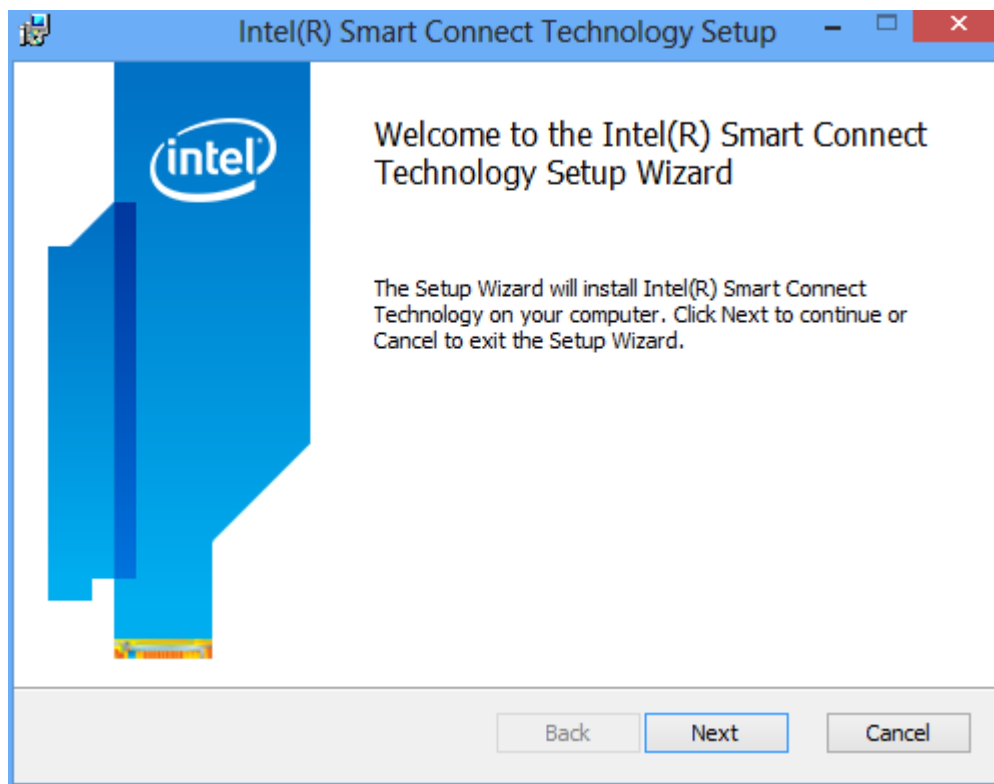 Intel(R) Smart Connect Technology Setup
intel
Welcome to the Intel(R) Smart Connect
Technology Setup Wizard
The Setup Wizard will install Intel(R) Smart Connect
Technology on your computer. Click Next to continue or
Cancel to exit the Setup Wizard.
Back Next Cancel